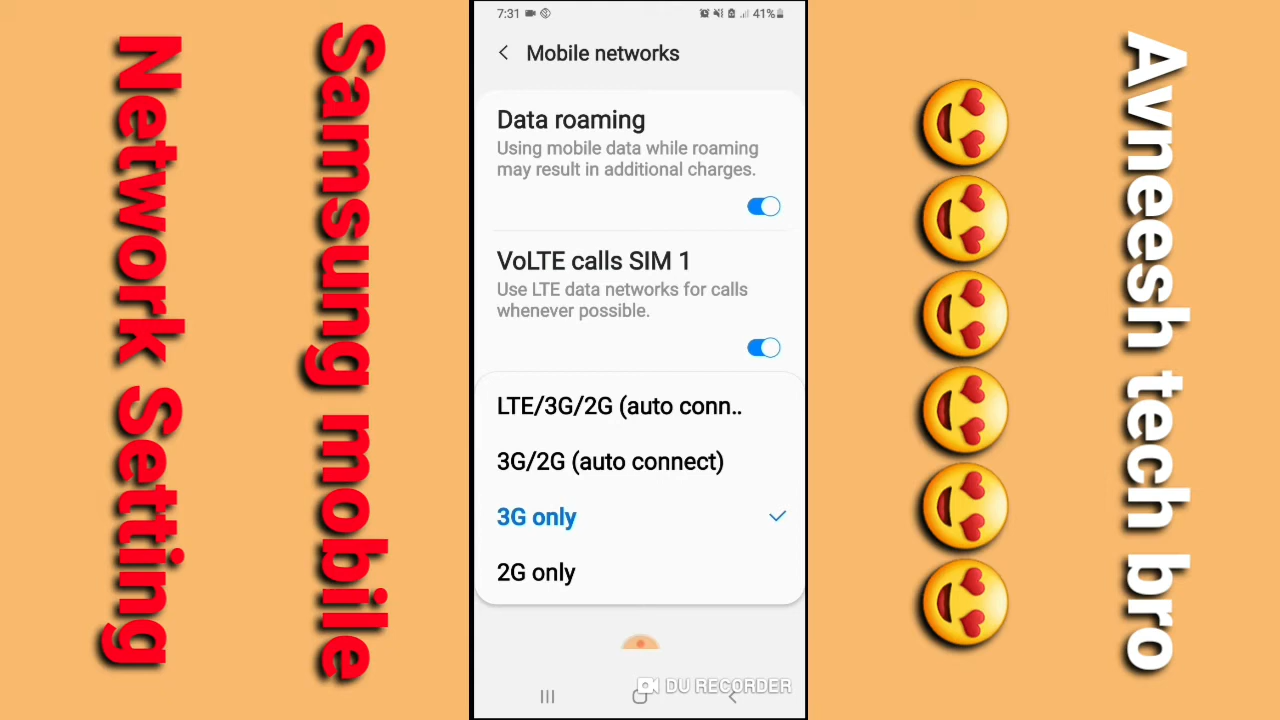 Network Setting
Samsung mobile
7:31
41%
Mobile networks
Data roaming
Using mobile data while roaming
may result in additional charges.
VoLTE calls SIM 1
Use LTE data networks for calls
whenever possible.
LTE/3G/2G (auto conn..
3G/2G (auto connect)
3G only
2G only
DU RECORDER
Avneesh tech bro